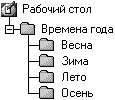 Рабочий стол
Времена года
Весна
Зима
Лето
Осень